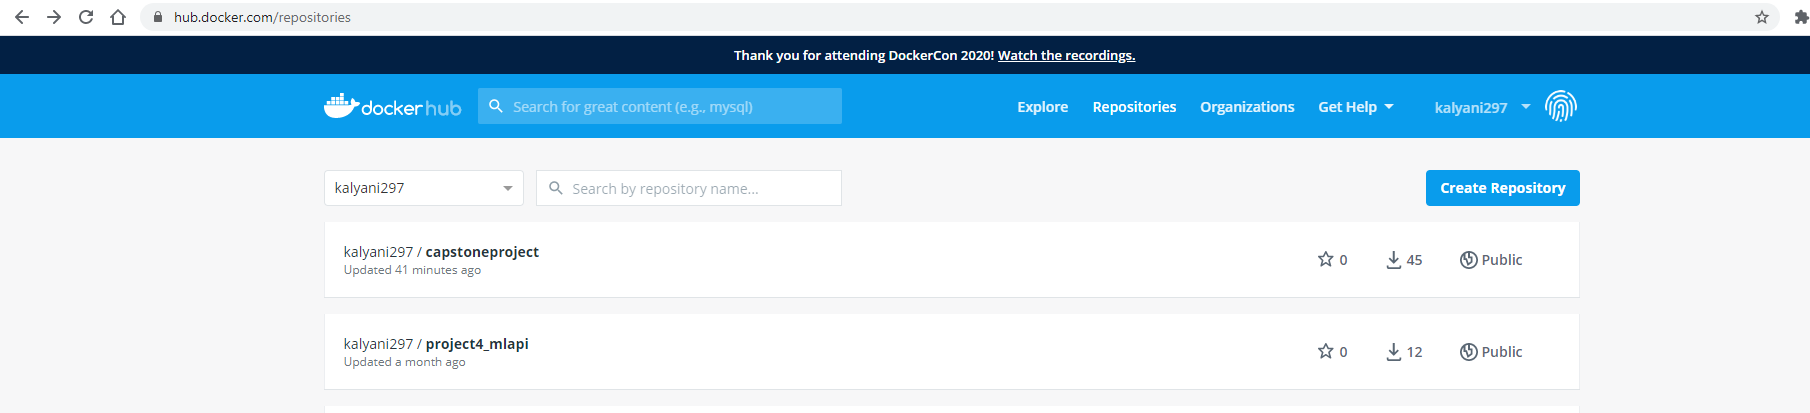 hub.docker.com/repositories
Thank you for attending DockerCon 2020! Watch the recordings.
dockerhub
Search for great content (e.g., mysql)
Explore Repositories Organizations Get Help kalyani297
kalyani297
Search by repository name...
Create Repository
kalyani297 / capstoneproject
Updated 41 minutes ago
0 45 Public
kalyani297 / project4_mlapi
Updated a month ago
0 12 Public